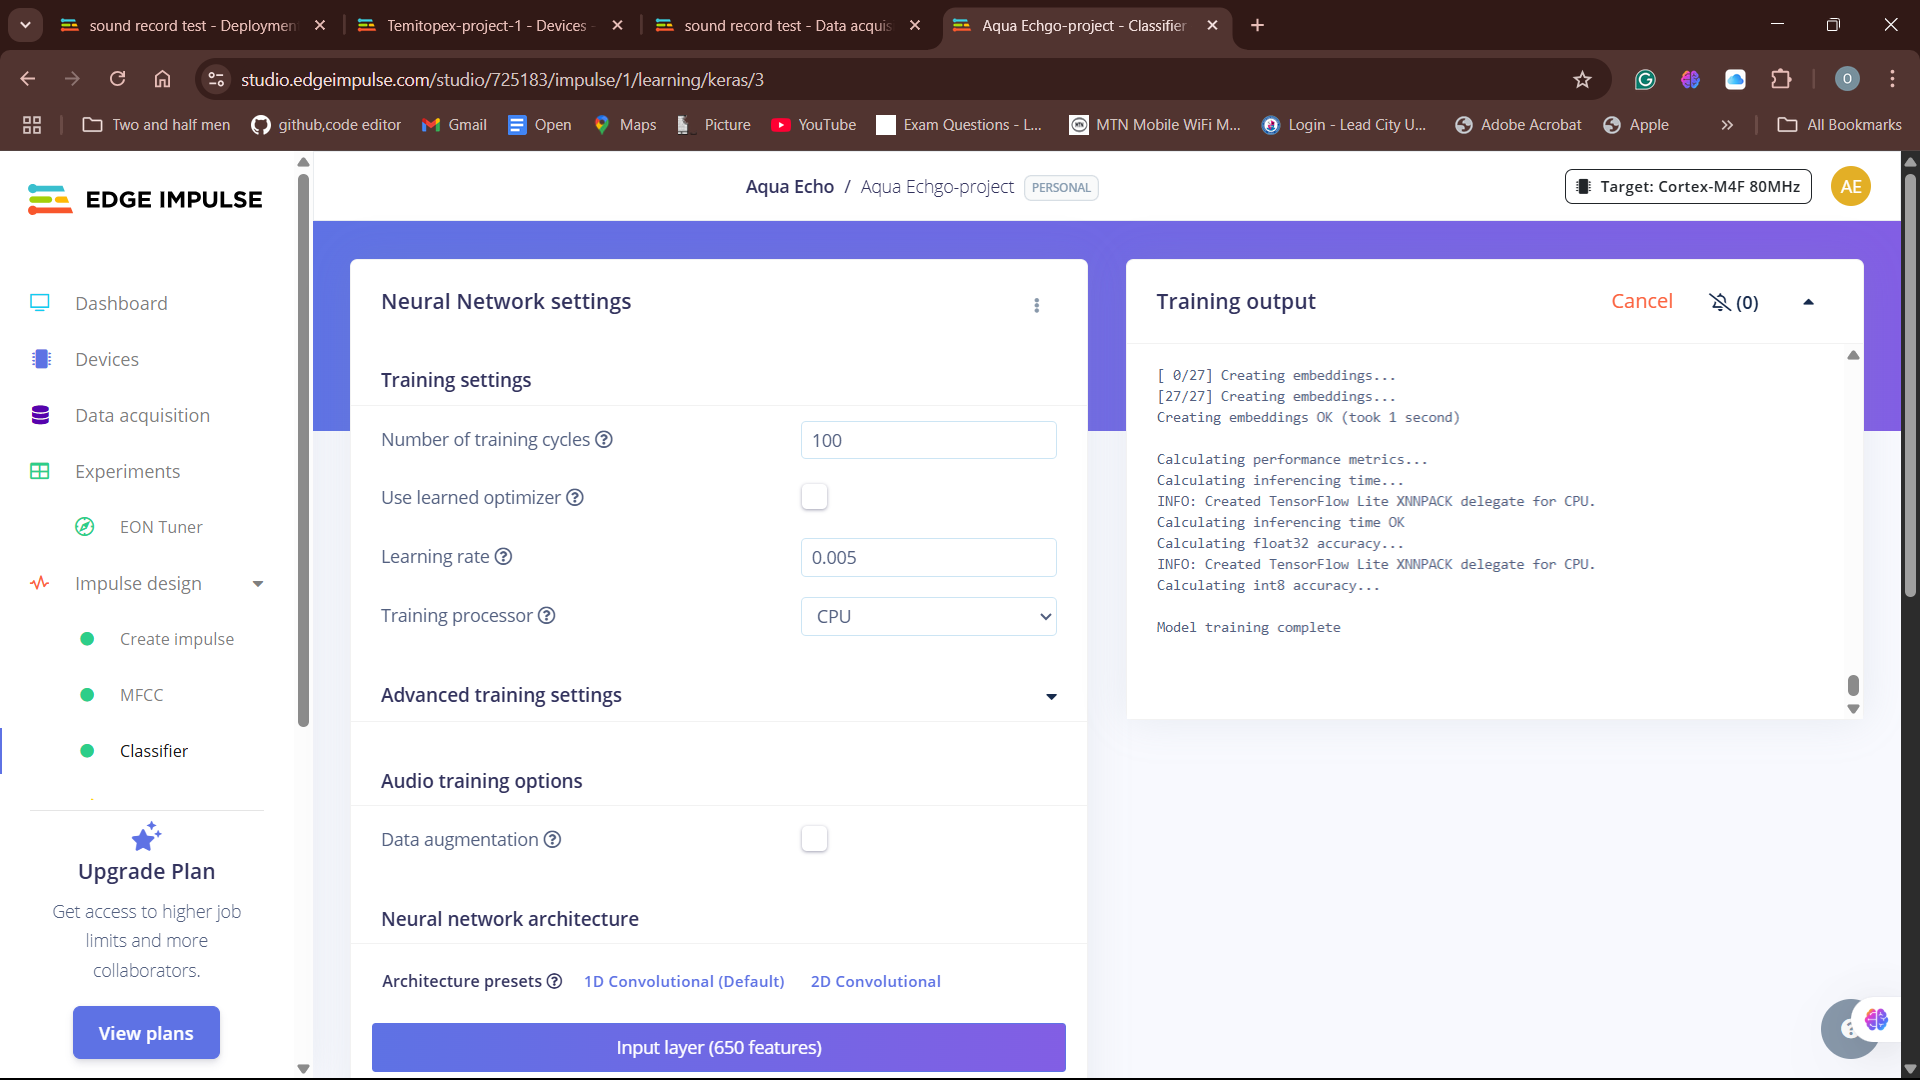 sound record test - Deploymen
Temitopex-project-1 - Devices -
sound record test - Data acquis
Aqua Echgo-project - Classifier
studio.edgeimpulse.com/studio/725183/impulse/1/learning/keras/3
O
Two and half men
github,code editor
Gmail
Open
Maps
Picture
YouTube
Exam Questions - L...
MTN Mobile WiFi M...
Login - Lead City U...
Adobe Acrobat
Apple
»
All Bookmarks
EDGE IMPULSE
Aqua Echo / Aqua Echgo-project PERSONAL
Target: Cortex-M4F 80MHz
AE
Dashboard
Devices
Data acquisition
Experiments
EON Tuner
Impulse design
Create impulse
MFCC
Classifier
Upgrade Plan
Get access to higher job
limits and more
collaborators.
View plans
Neural Network settings
Training settings
Number of training cycles ? 100
Use learned optimizer ?
Learning rate ? 0.005
Training processor ? CPU
Advanced training settings
Audio training options
Data augmentation ?
Neural network architecture
Architecture presets ? 1D Convolutional (Default) 2D Convolutional
Input layer (650 features)
Training output
Cancel
(0)
[ 0/27] Creating embeddings...
[27/27] Creating embeddings...
Creating embeddings OK (took 1 second)
Calculating performance metrics...
Calculating inferencing time...
INFO: Created TensorFlow Lite XNNPACK delegate for CPU.
Calculating inferencing time OK
Calculating float32 accuracy...
INFO: Created TensorFlow Lite XNNPACK delegate for CPU.
Calculating int8 accuracy...
Model training complete